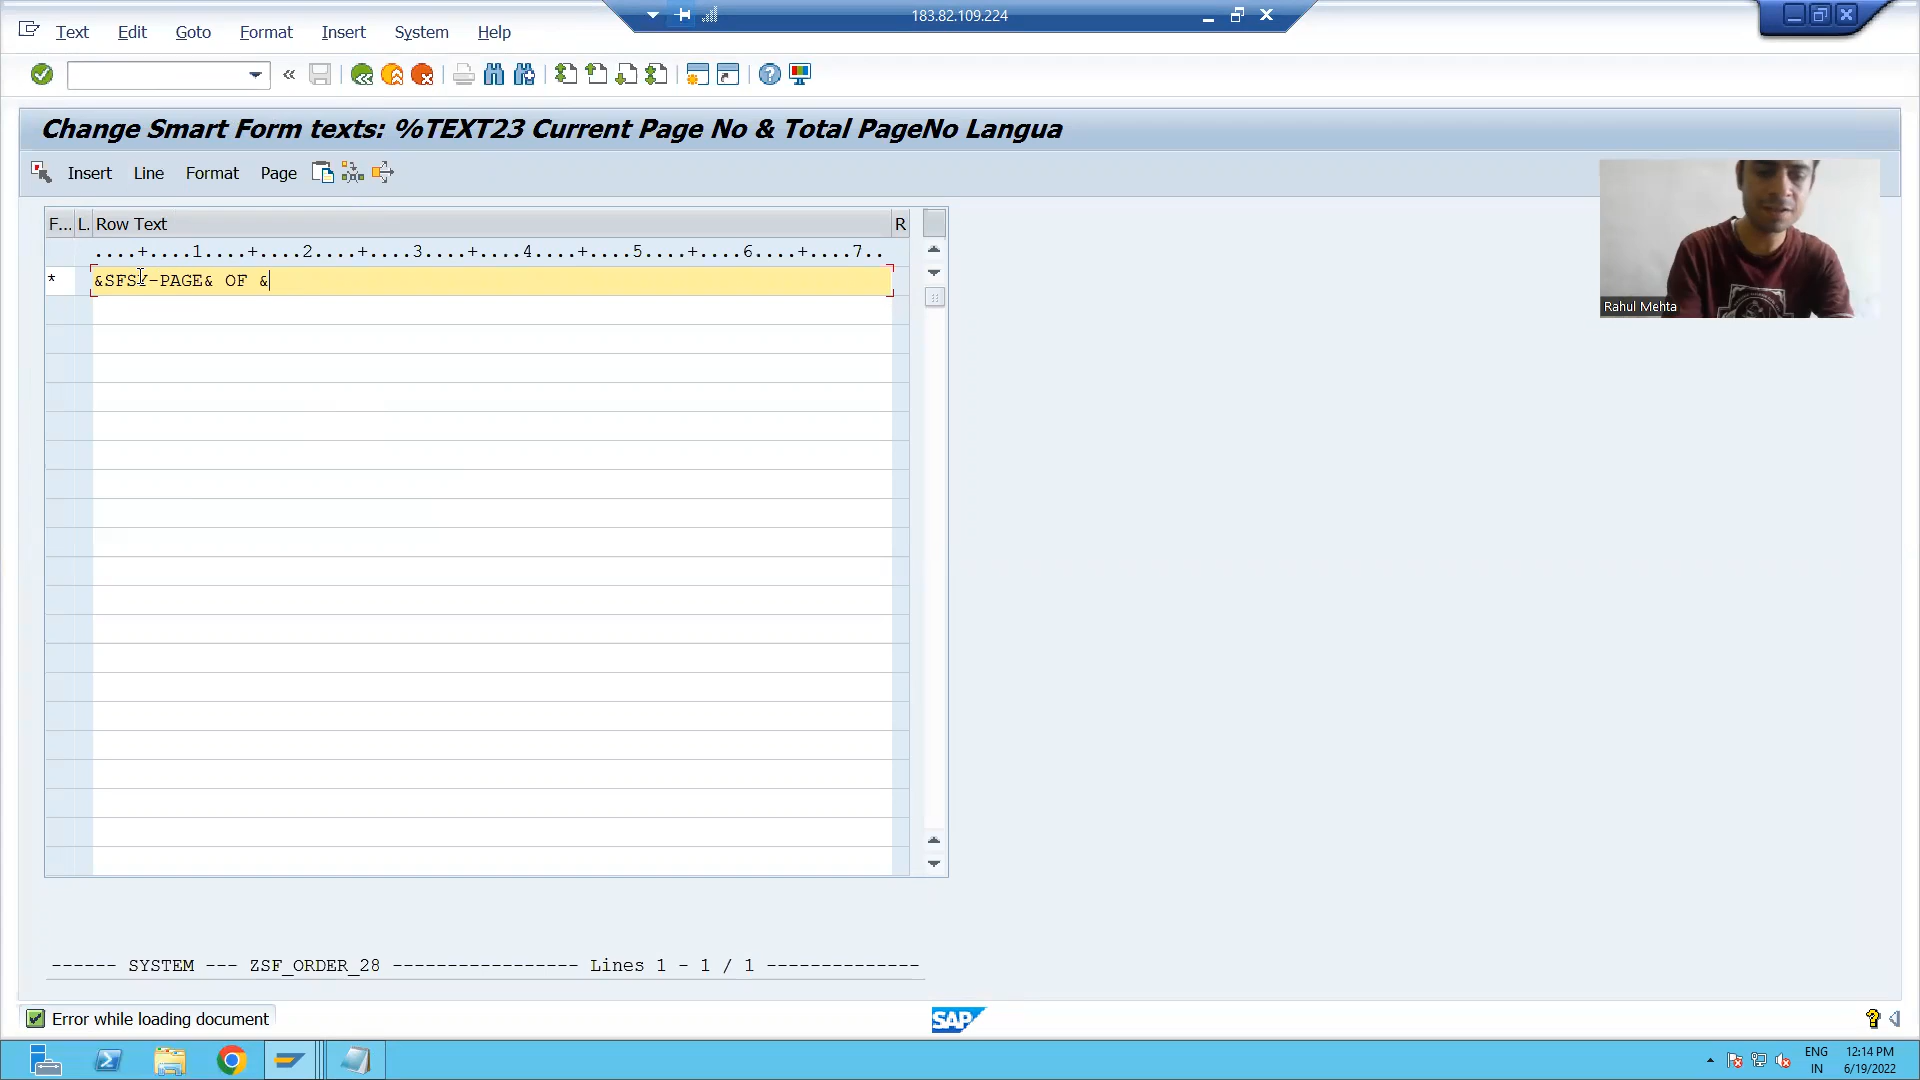 183.82.109.224
Text Edit Goto Format Insert System Help
Change Smart Form texts: %TEXT23 Current Page No & Total PageNo Langua
Insert Line Format Page
F... L. Row Text R
....+....1....+....2....+....3....+....4....+....5....+....6....+....7..
* &SFSY-PAGE& OF &
Rahul Mehta
------ SYSTEM --- ZSF_ORDER_28 ----------------- Lines 1 - 1 / 1 --------------
Error while loading document
SAP
ENG 12:14 PM
IN 6/19/2022